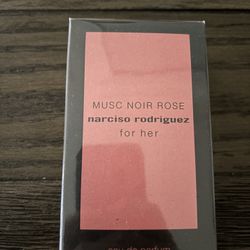 MUSC NOIR ROSE
narciso rodriguez
for her
eau de parfum